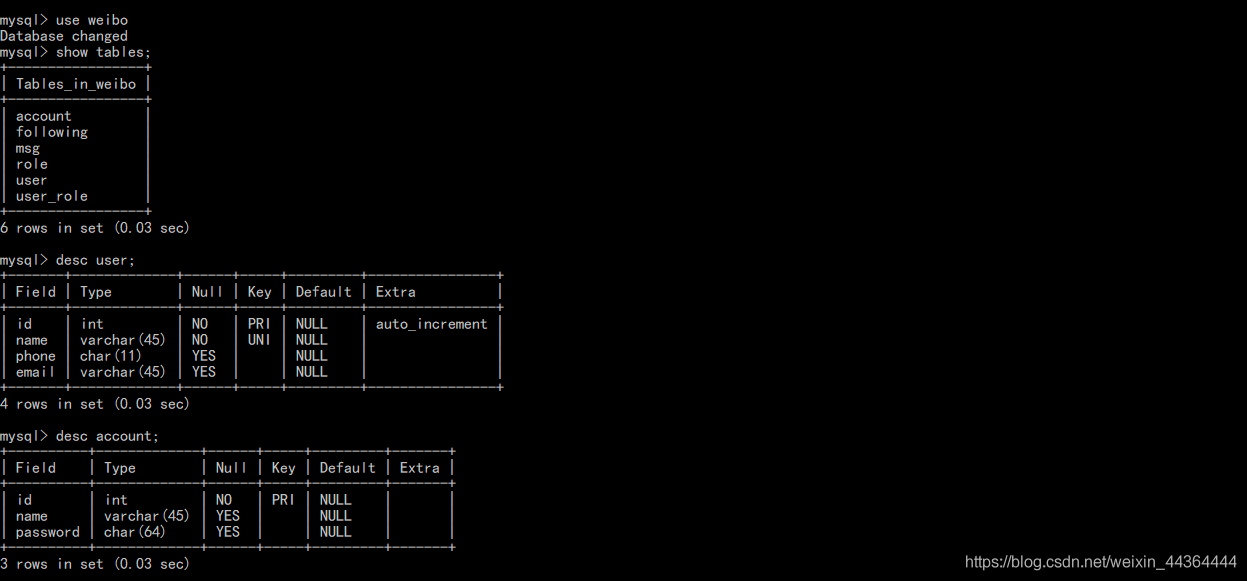 mysql> use weibo
Database changed
mysql> show tables;
+-----------------+
| Tables_in_weibo |
+-----------------+
| account         |
| following       |
| msg             |
| role            |
| user            |
| user_role       |
+-----------------+
6 rows in set (0.03 sec)

mysql> desc user;
+-------+-------------+------+-----+---------+----------------+
| Field | Type        | Null | Key | Default | Extra          |
+-------+-------------+------+-----+---------+----------------+
| id    | int         | NO   | PRI | NULL    | auto_increment |
| name  | varchar(45) | NO   | UNI | NULL    |                |
| phone | char(11)    | YES  |     | NULL    |                |
| email | varchar(45) | YES  |     | NULL    |                |
+-------+-------------+------+-----+---------+----------------+
4 rows in set (0.03 sec)

mysql> desc account;
+----------+-------------+------+-----+---------+-------+
| Field    | Type        | Null | Key | Default | Extra |
+----------+-------------+------+-----+---------+-------+
| id       | int         | NO   | PRI | NULL    |       |
| name     | varchar(45) | YES  |     | NULL    |       |
| password | char(64)    | YES  |     | NULL    |       |
+----------+-------------+------+-----+---------+-------+
3 rows in set (0.03 sec)
https://blog.csdn.net/weixin_44364444